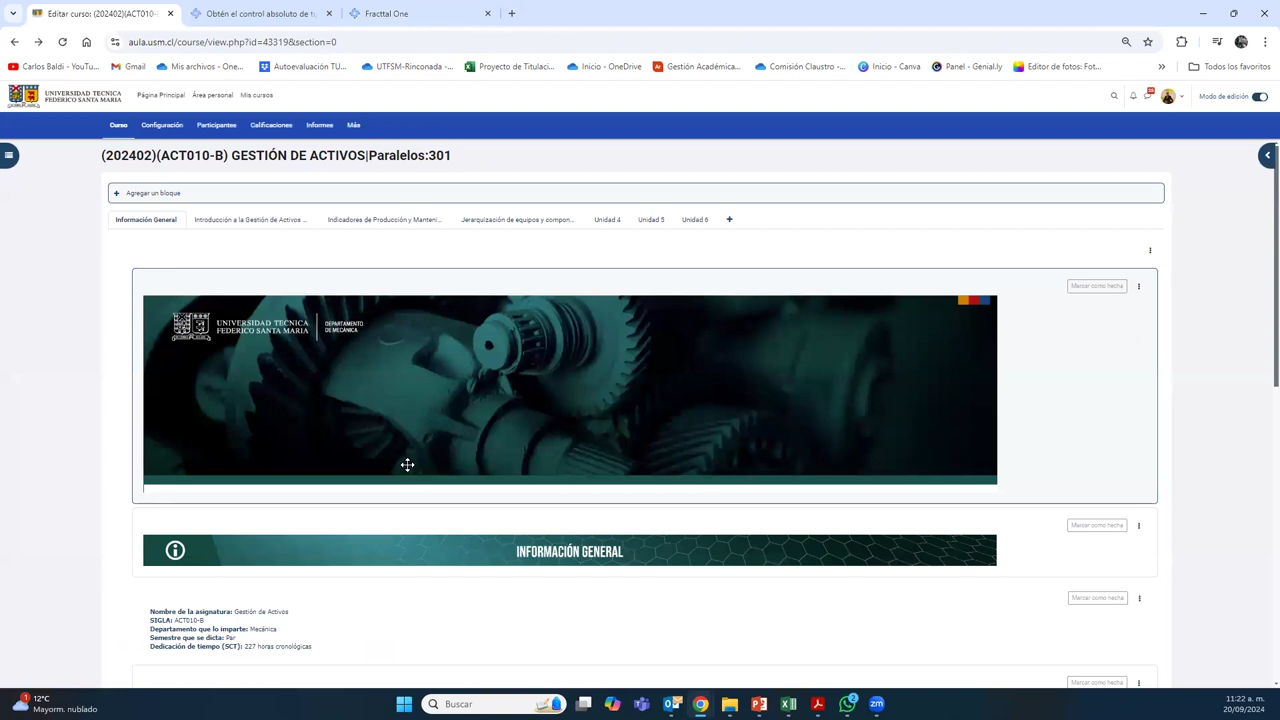 Editar curso: (202402)(ACT010-B
Obtén el control absoluto de tu
Fracttal One
aula.usm.cl/course/view.php?id=43319&section=0
Carlos Baldi - YouTu...
Gmail
Mis archivos - One...
Autoevaluación TU...
UTFSM-Rinconada - ...
Proyecto de Titulaci...
Inicio - OneDrive
Gestión Académica...
Comisión Claustro - ...
Inicio - Canva
Panel - Genial.ly
Editor de fotos: Fot...
Todos los favoritos
UNIVERSIDAD TECNICA
FEDERICO SANTA MARIA
Página Principal
Área personal
Mis cursos
Modo de edición
Curso
Configuración
Participantes
Calificaciones
Informes
Más
(202402)(ACT010-B) GESTIÓN DE ACTIVOS|Paralelos:301
Agregar un bloque
Información General
Introducción a la Gestión de Activos ...
Indicadores de Producción y Manteni...
Jerarquización de equipos y compon...
Unidad 4
Unidad 5
Unidad 6
Marcar como hecha
UNIVERSIDAD TECNICA
FEDERICO SANTA MARIA
DEPARTAMENTO
DE MECÁNICA
Marcar como hecha
INFORMACIÓN GENERAL
Marcar como hecha
Nombre de la asignatura: Gestión de Activos
SIGLA: ACT010-B
Departamento que lo imparte: Mecánica
Semestre que se dicta: Par
Dedicación de tiempo (SCT): 227 horas cronológicas
Marcar como hecha
1
12°C
Mayorm. nublado
Buscar
2
11:22 a. m.
20/09/2024